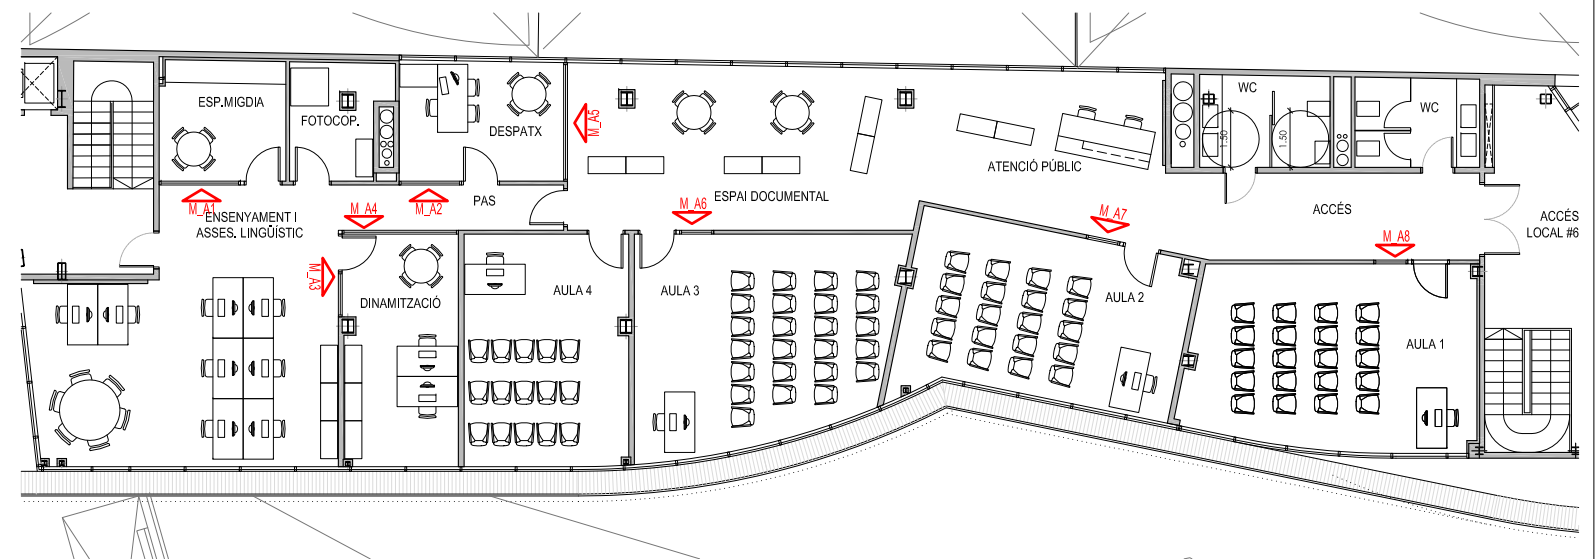 ESP.MIGDIA
FOTOCOP.
DESPATX
M_A5
WC
1.50
1.50
WC
ATENCIÓ PÚBLIC
M_A1
ENSENYAMENT I
ASSES. LINGÜÍSTIC
M_A4
M_A2
PAS
ESPAI DOCUMENTAL
M_A6
M_A7
ACCÉS
M_A8
ACCÉS
LOCAL #6
M_A3
DINAMITZACIÓ
AULA 4
AULA 3
AULA 2
AULA 1